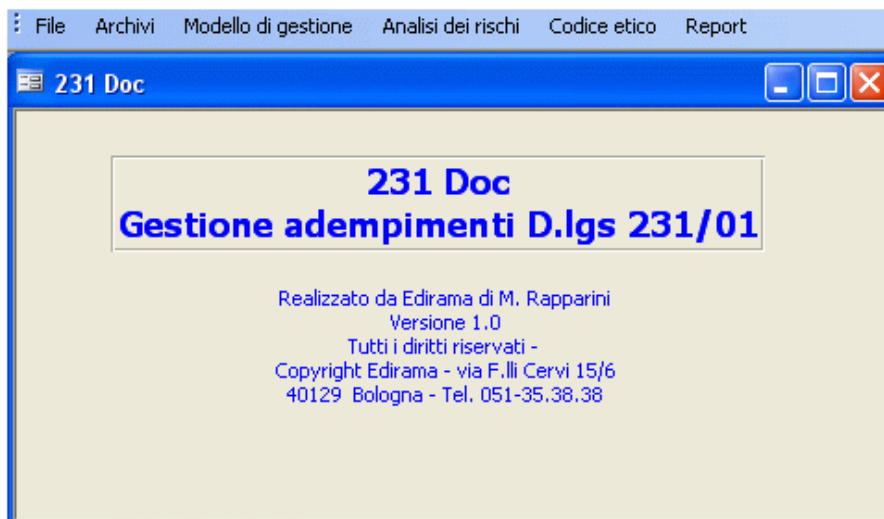 File Archivi Modello di gestione Analisi dei rischi Codice etico Report
231 Doc
231 Doc
Gestione adempimenti D.lgs 231/01
Realizzato da Edirama di M. Rapparini
Versione 1.0
Tutti i diritti riservati -
Copyright Edirama - via F.lli Cervi 15/6
40129 Bologna - Tel. 051-35.38.38